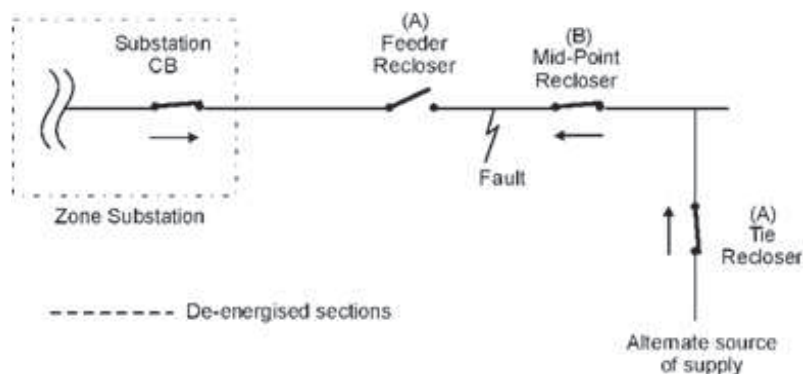 Substation
CB
(A)
Feeder
Recloser
(B)
Mid-Point
Recloser
Fault
Zone Substation
(A)
Tie
Recloser
De-energised sections
Alternate source
of supply